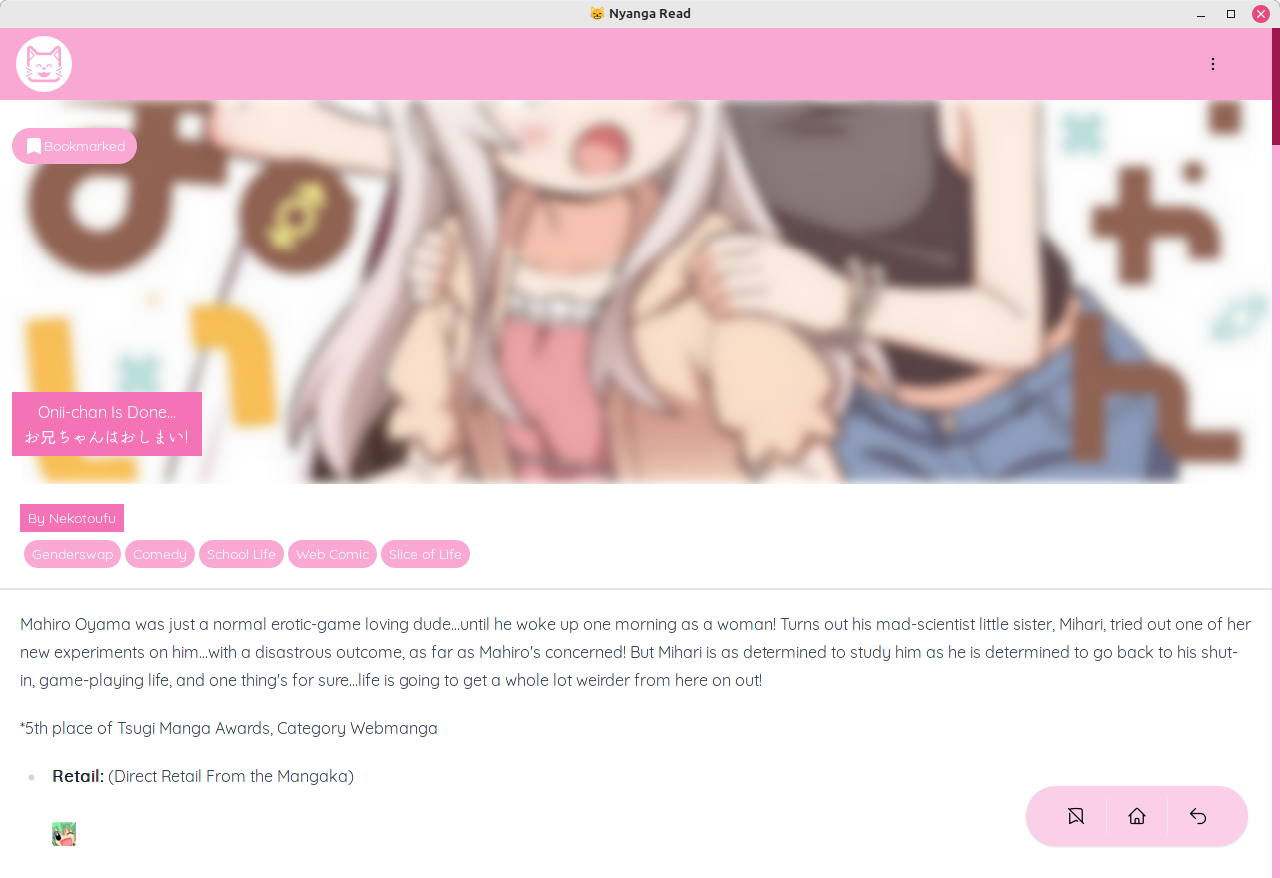 Nyanga Read
Bookmarked
Onii-chan Is Done...
お兄ちゃんはおしまい!
By Nekotoufu
Genderswap Comedy School Life Web Comic Slice of Life
Mahiro Oyama was just a normal erotic-game loving dude...until he woke up one morning as a woman! Turns out his mad-scientist little sister, Mihari, tried out one of her
new experiments on him...with a disastrous outcome, as far as Mahiro's concerned! But Mihari is as determined to study him as he is determined to go back to his shut-
in, game-playing life, and one thing's for sure...life is going to get a whole lot weirder from here on out!
*5th place of Tsugi Manga Awards, Category Webmanga
Retail: (Direct Retail From the Mangaka)